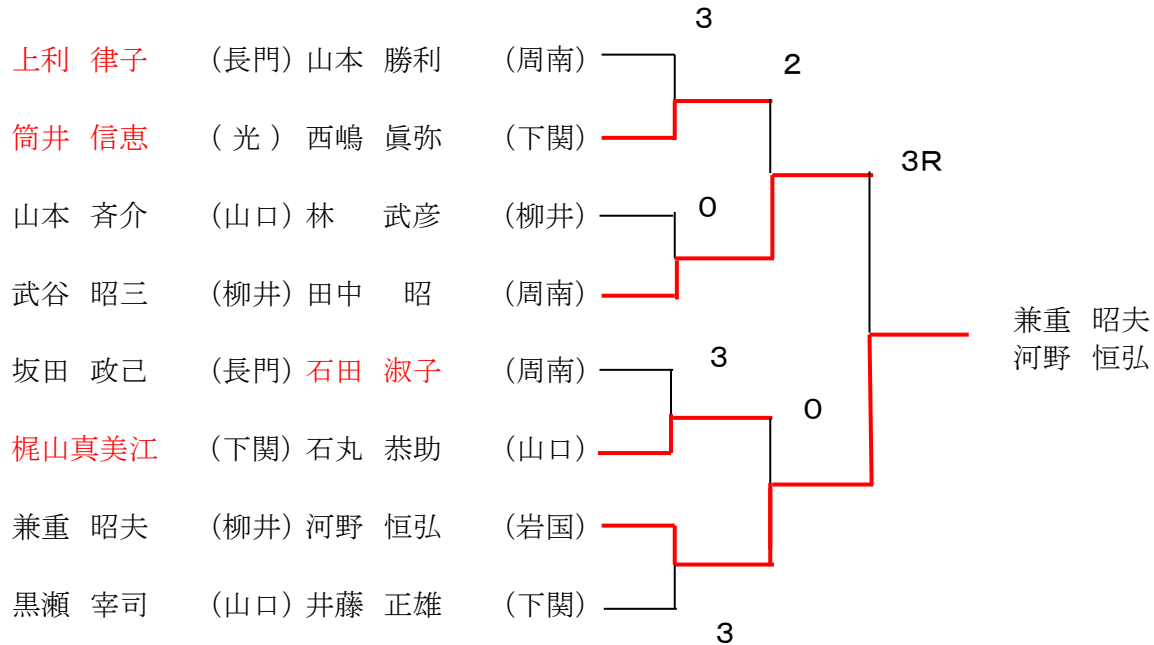 3
上利 律子 (長門) 山本 勝利 (周南)
2
筒井 信恵 (光) 西嶋 眞弥 (下関)
3R
山本 斉介 (山口) 林 武彦 (柳井)
0
武谷 昭三 (柳井) 田中 昭 (周南)
兼重 昭夫
河野 恒弘
坂田 政己 (長門) 石田 淑子 (周南)
3
0
梶山真美江 (下関) 石丸 恭助 (山口)
兼重 昭夫 (柳井) 河野 恒弘 (岩国)
黒瀬 宰司 (山口) 井藤 正雄 (下関)
3